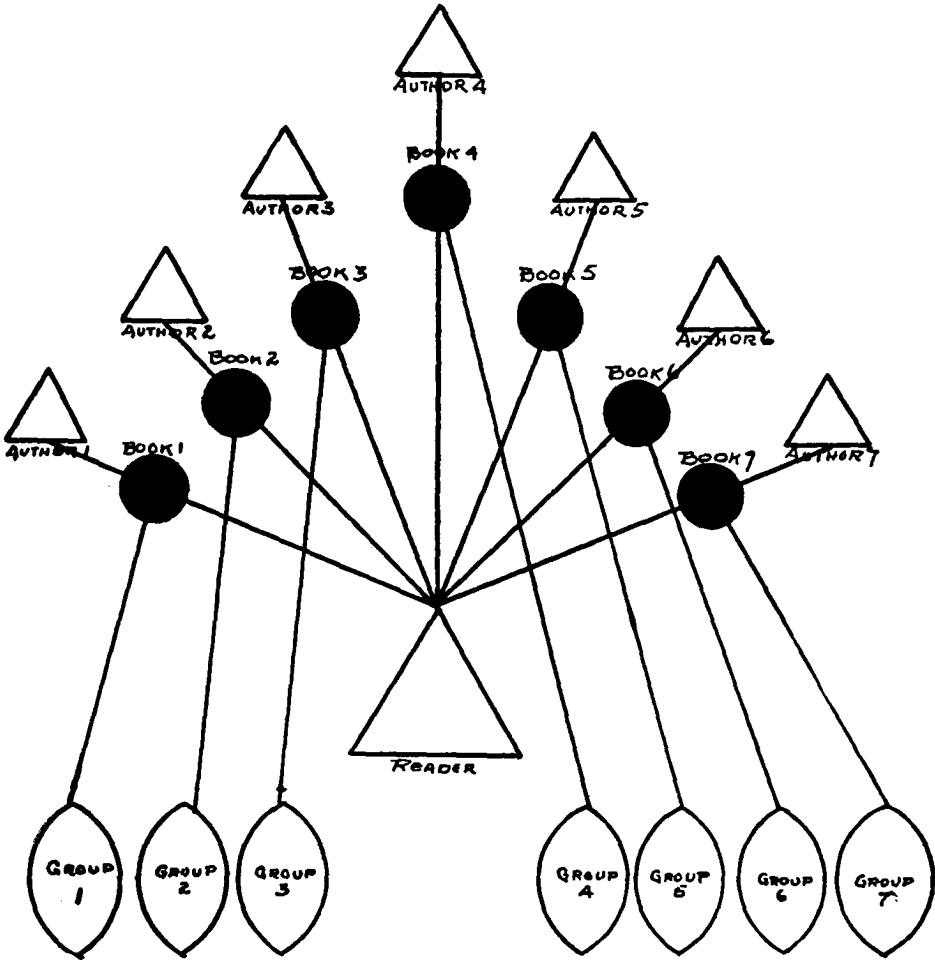 AUTHOR 4
BOOK 4
AUTHOR 3
AUTHOR 5
BOOK 3
BOOK 5
AUTHOR 2
AUTHOR 6
BOOK 2
BOOK 6
AUTHOR 1
BOOK 1
BOOK 7
AUTHOR 7
READER
GROUP
1
GROUP
2
GROUP
3
GROUP
4
GROUP
5
GROUP
6
GROUP
7